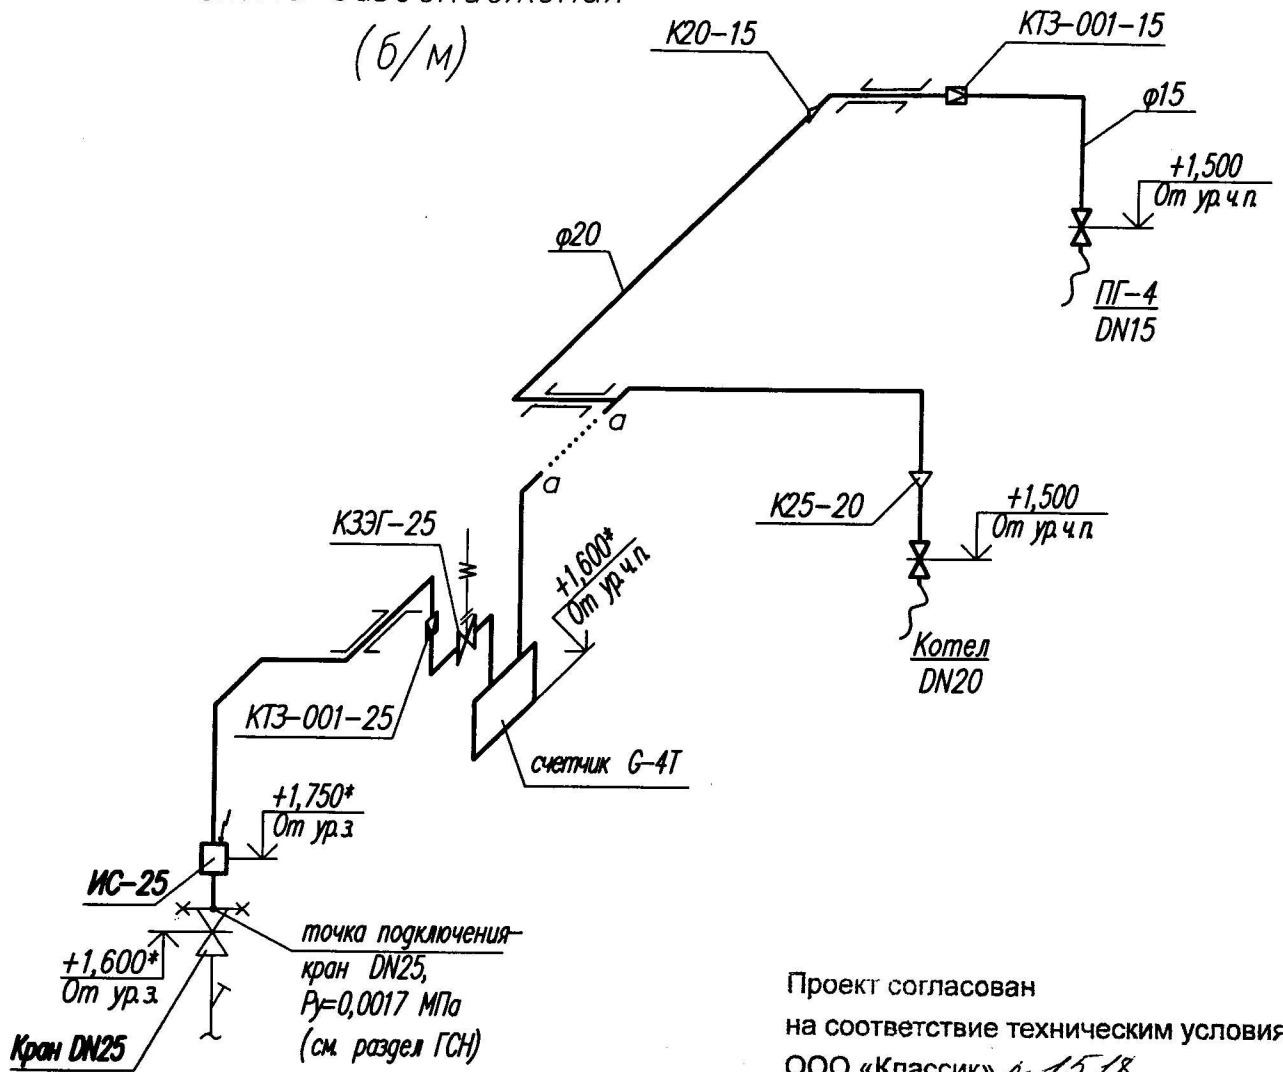 (б/м)
К20-15
КТЗ-001-15
φ15
+1,500
От ур.ч.п.
φ20
ПГ-4
DN15
а
а
К25-20
+1,500
От ур.ч.п.
КЗЭГ-25
+1,600*
От ур.ч.п.
Котел
DN20
КТЗ-001-25
счетчик G-4Т
+1,750*
От ур.з.
ИС-25
точка подключения-
кран DN25,
Ру=0,0017 МПа
(см. раздел ГСН)
+1,600*
От ур.з.
Кран DN25
Проект согласован
на соответствие техническим условия
ООО «Классик»